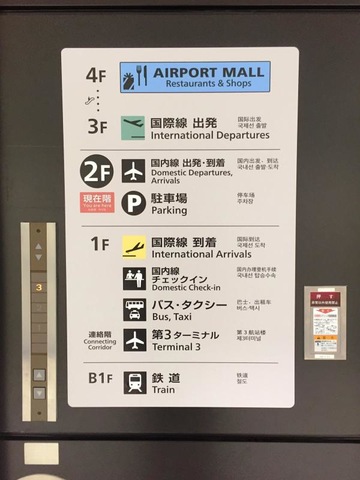 4F AIRPORT MALL
Restaurants & Shops
3F 国際線 出発
International Departures
国际出发
국제선 출발
2F 国内線 出発・到着
Domestic Departures,
Arrivals
国内出发、到达
국내선 출발·도착
現在階
You are here
P 駐車場
Parking
停车场
주차장
1F 国際線 到着
International Arrivals
国际到达
국제선 도착
国内線
チェックイン
Domestic Check-in
国内办理登机手续
국내선 탑승수속
バス・タクシー
Bus, Taxi
巴士・出租车
버스·택시
連絡階
Connecting
Corridor
第3ターミナル
Terminal 3
第3航站楼
제3터미널
B1F 鉄道
Train
铁道
철도
3
押す